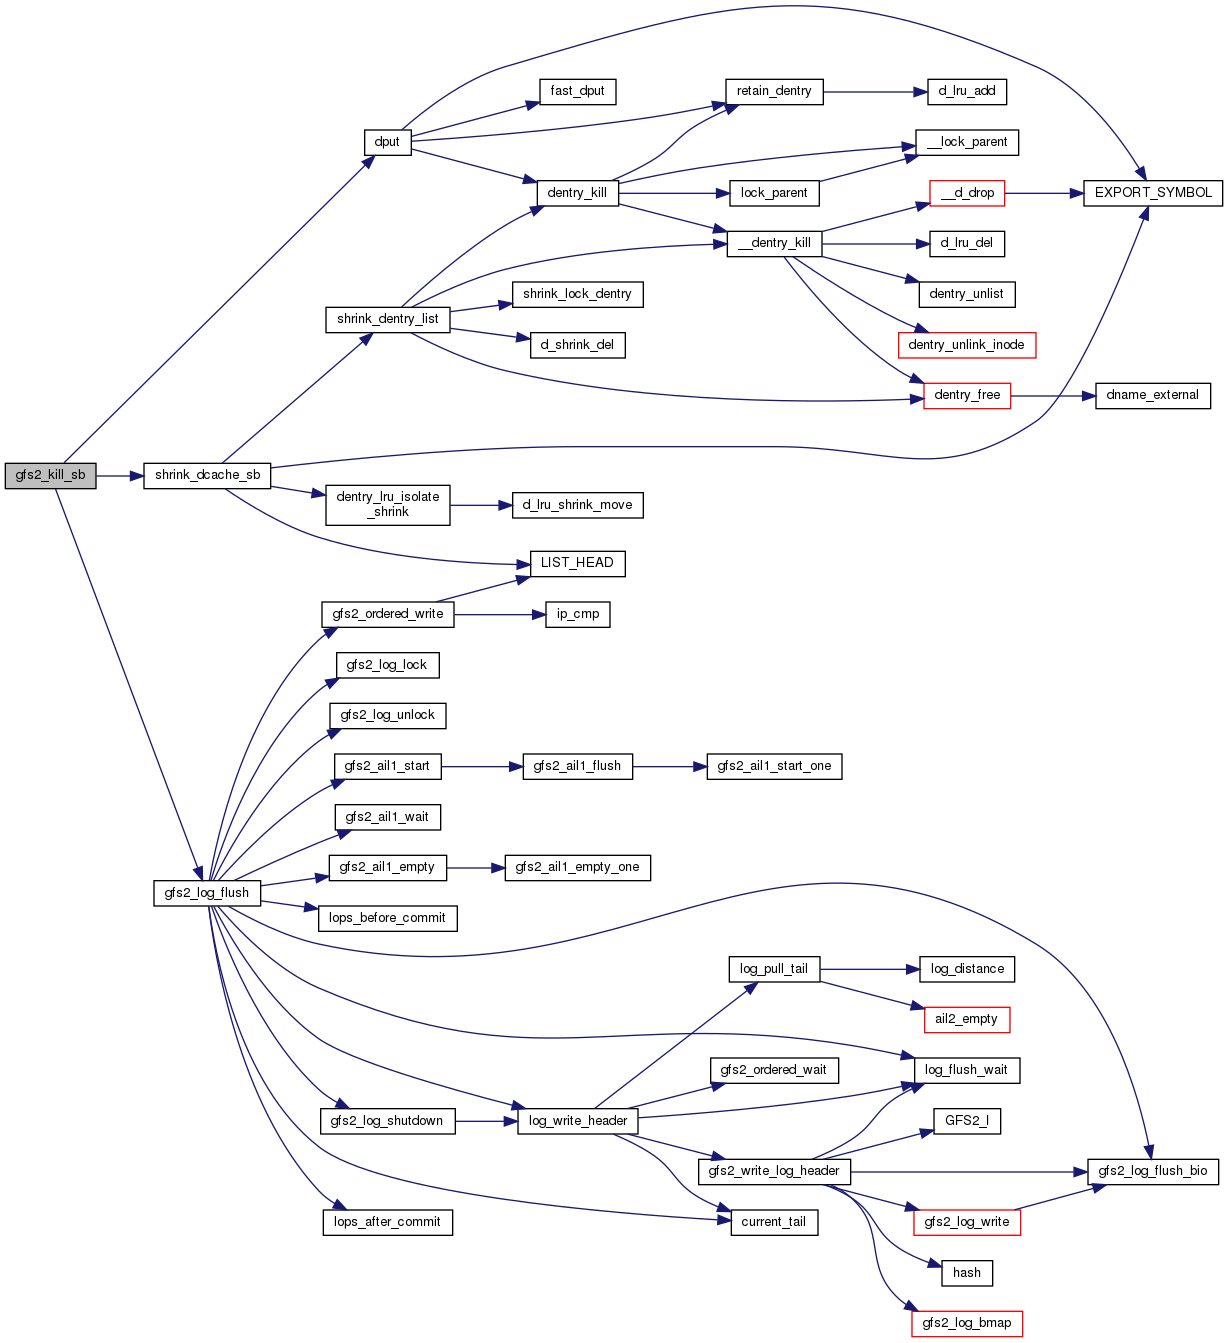 fast_dput
retain_dentry
d_lru_add
dput
__lock_parent
dentry_kill
lock_parent
__d_drop
EXPORT_SYMBOL
__dentry_kill
d_lru_del
shrink_lock_dentry
dentry_unlist
shrink_dentry_list
d_shrink_del
dentry_unlink_inode
dentry_free
dname_external
gfs2_kill_sb
shrink_dcache_sb
dentry_lru_isolate
_shrink
d_lru_shrink_move
LIST_HEAD
gfs2_ordered_write
ip_cmp
gfs2_log_lock
gfs2_log_unlock
gfs2_ail1_start
gfs2_ail1_flush
gfs2_ail1_start_one
gfs2_ail1_wait
gfs2_ail1_empty
gfs2_ail1_empty_one
gfs2_log_flush
lops_before_commit
log_pull_tail
log_distance
ail2_empty
gfs2_ordered_wait
log_flush_wait
gfs2_log_shutdown
log_write_header
GFS2_I
gfs2_write_log_header
gfs2_log_flush_bio
lops_after_commit
current_tail
gfs2_log_write
hash
gfs2_log_bmap